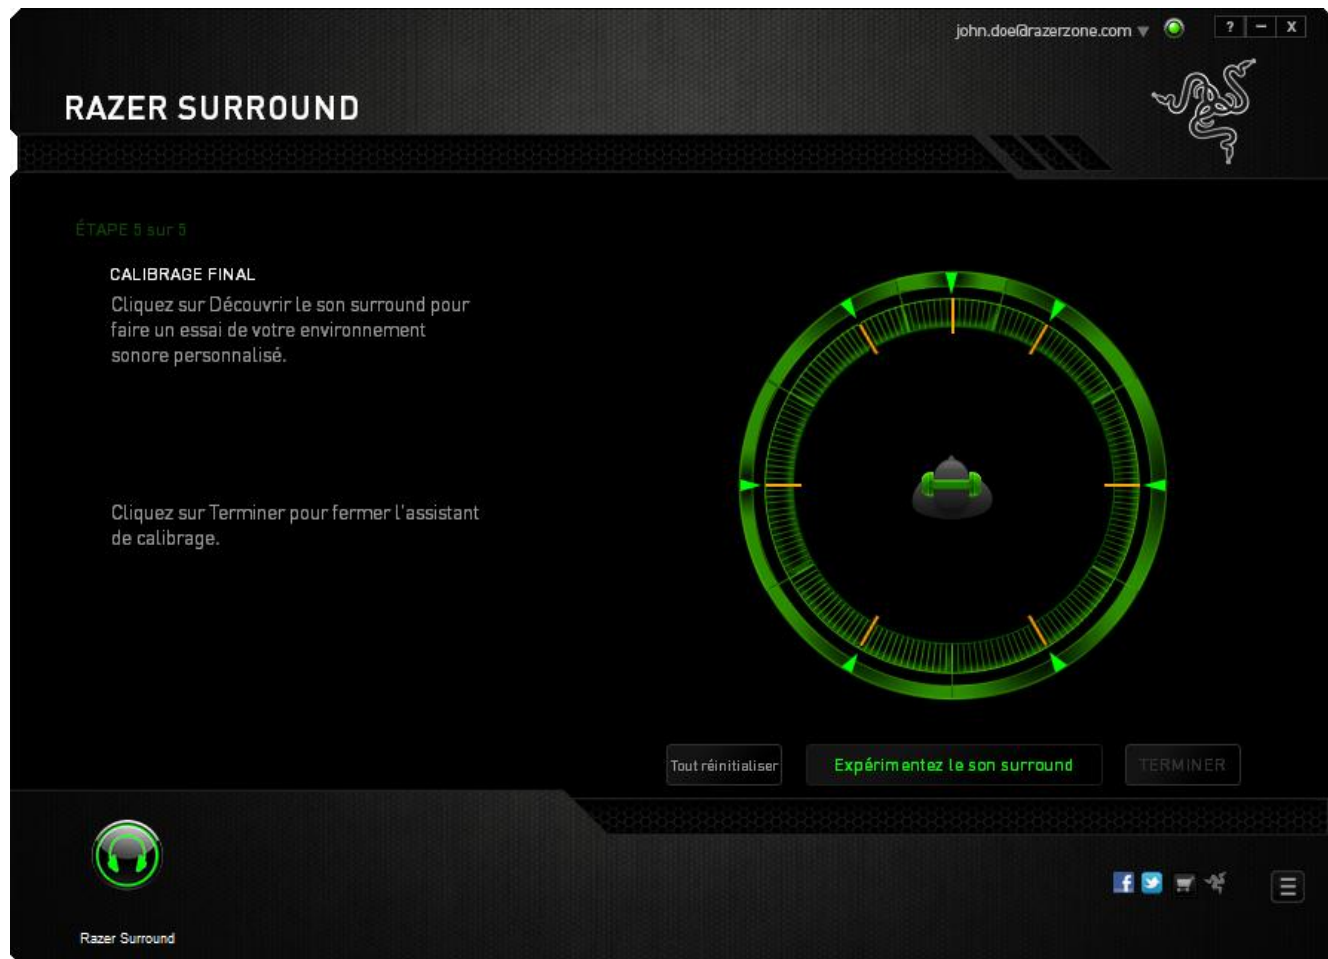 john.doe@razerzone.com
? – X
RAZER SURROUND
ÉTAPE 5 sur 5
CALIBRAGE FINAL
Cliquez sur Découvrir le son surround pour
faire un essai de votre environnement
sonore personnalisé.
Cliquez sur Terminer pour fermer l'assistant
de calibrage.
Tout réinitialiser
Expérimentez le son surround
TERMINER
Razer Surround